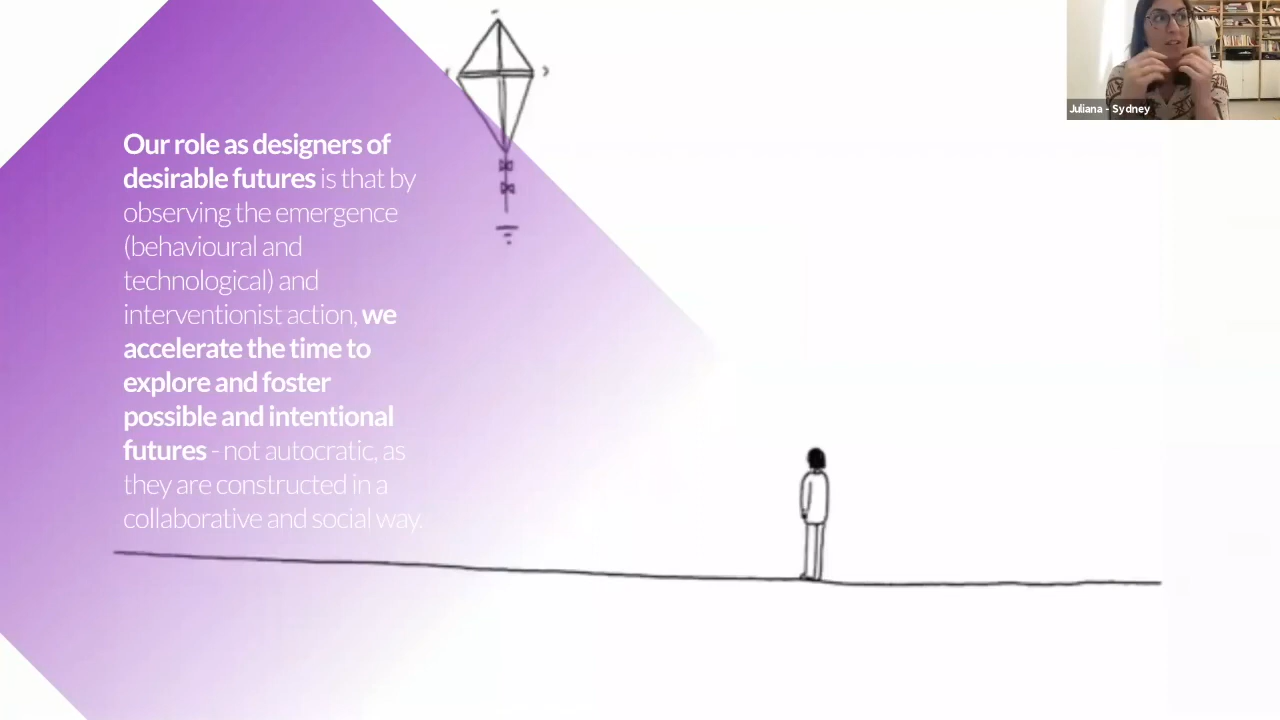 Our role as designers of
desirable futures is that by
observing the emergence
(behavioural and
technological) and
interventionist action, we
accelerate the time to
explore and foster
possible and intentional
futures - not autocratic, as
they are constructed in a
collaborative and social way.
Juliana - Sydney